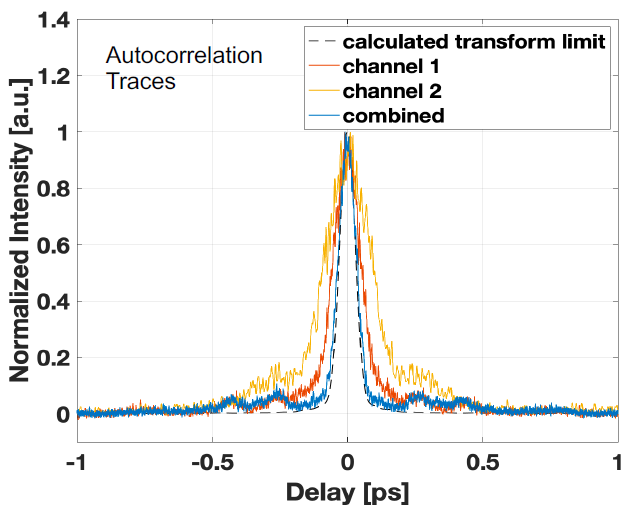 Autocorrelation
Traces
calculated transform limit
channel 1
channel 2
combined
Normalized Intensity [a.u.]
1.4
1.2
1
0.8
0.6
0.4
0.2
0
-1
-0.5
0
0.5
1
Delay [ps]